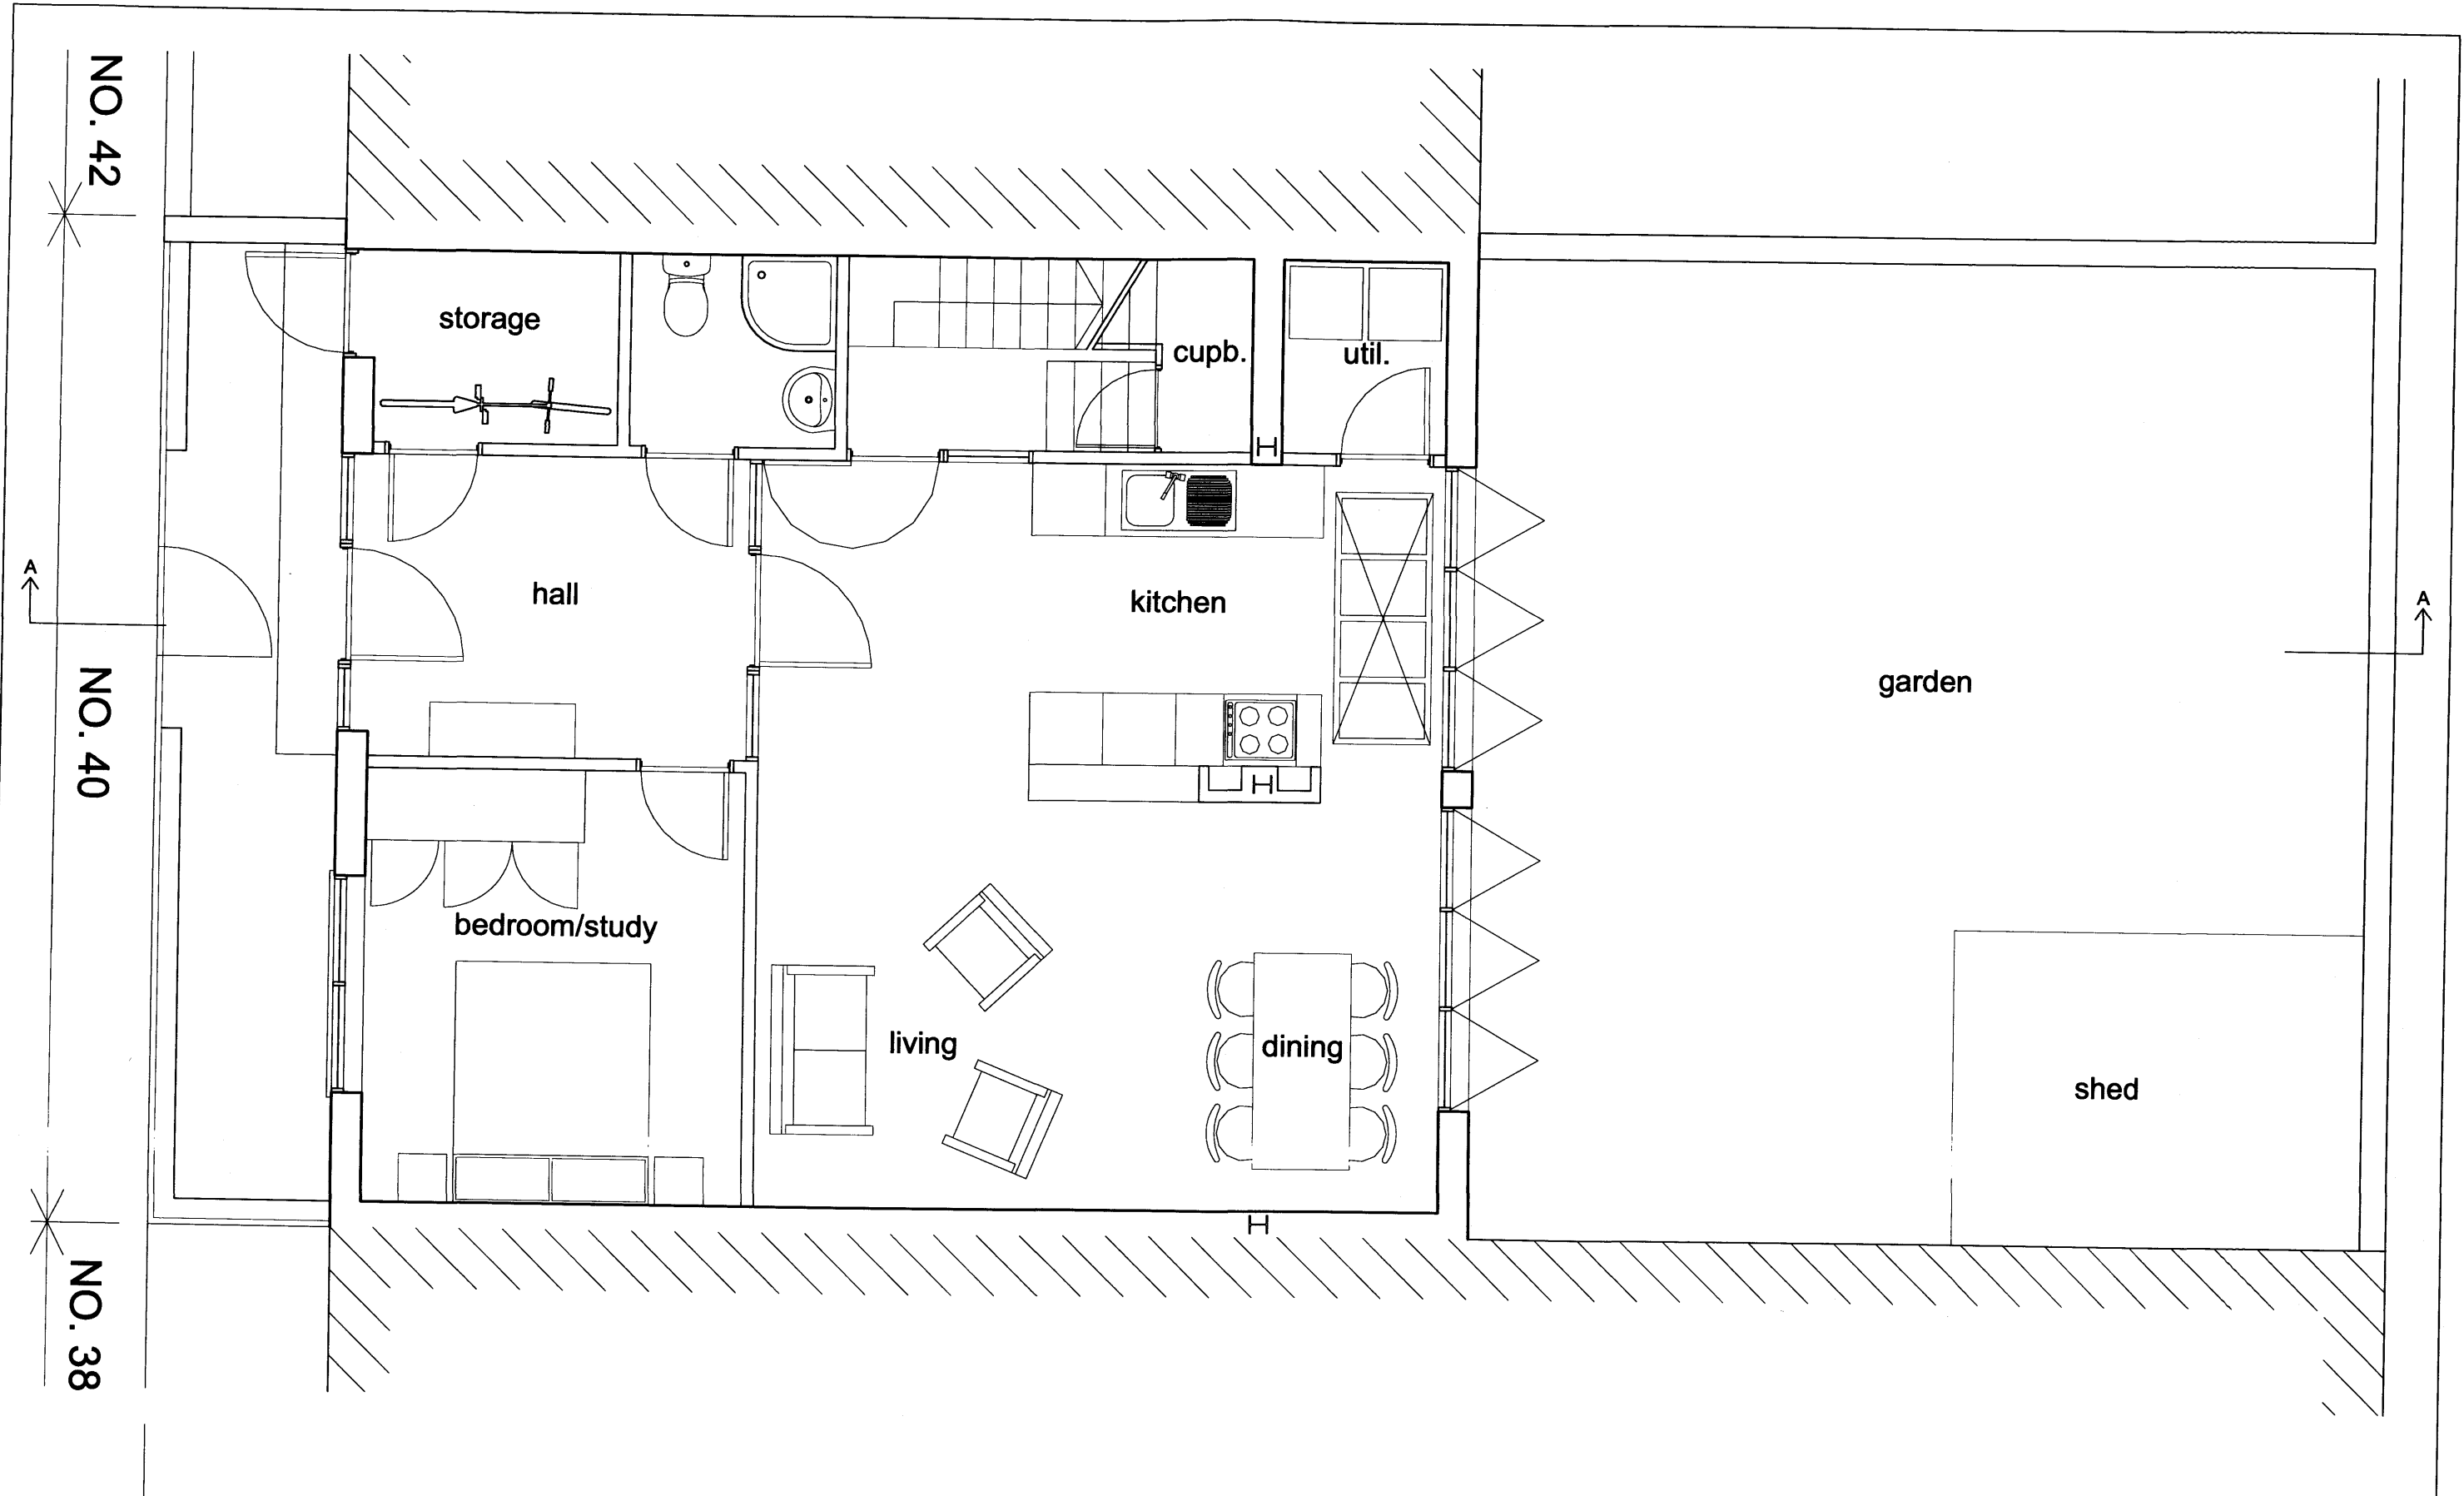 NO. 42
storage
cupb.
util.
A
hall
kitchen
A
NO. 40
garden
bedroom/study
living
dining
shed
NO. 38